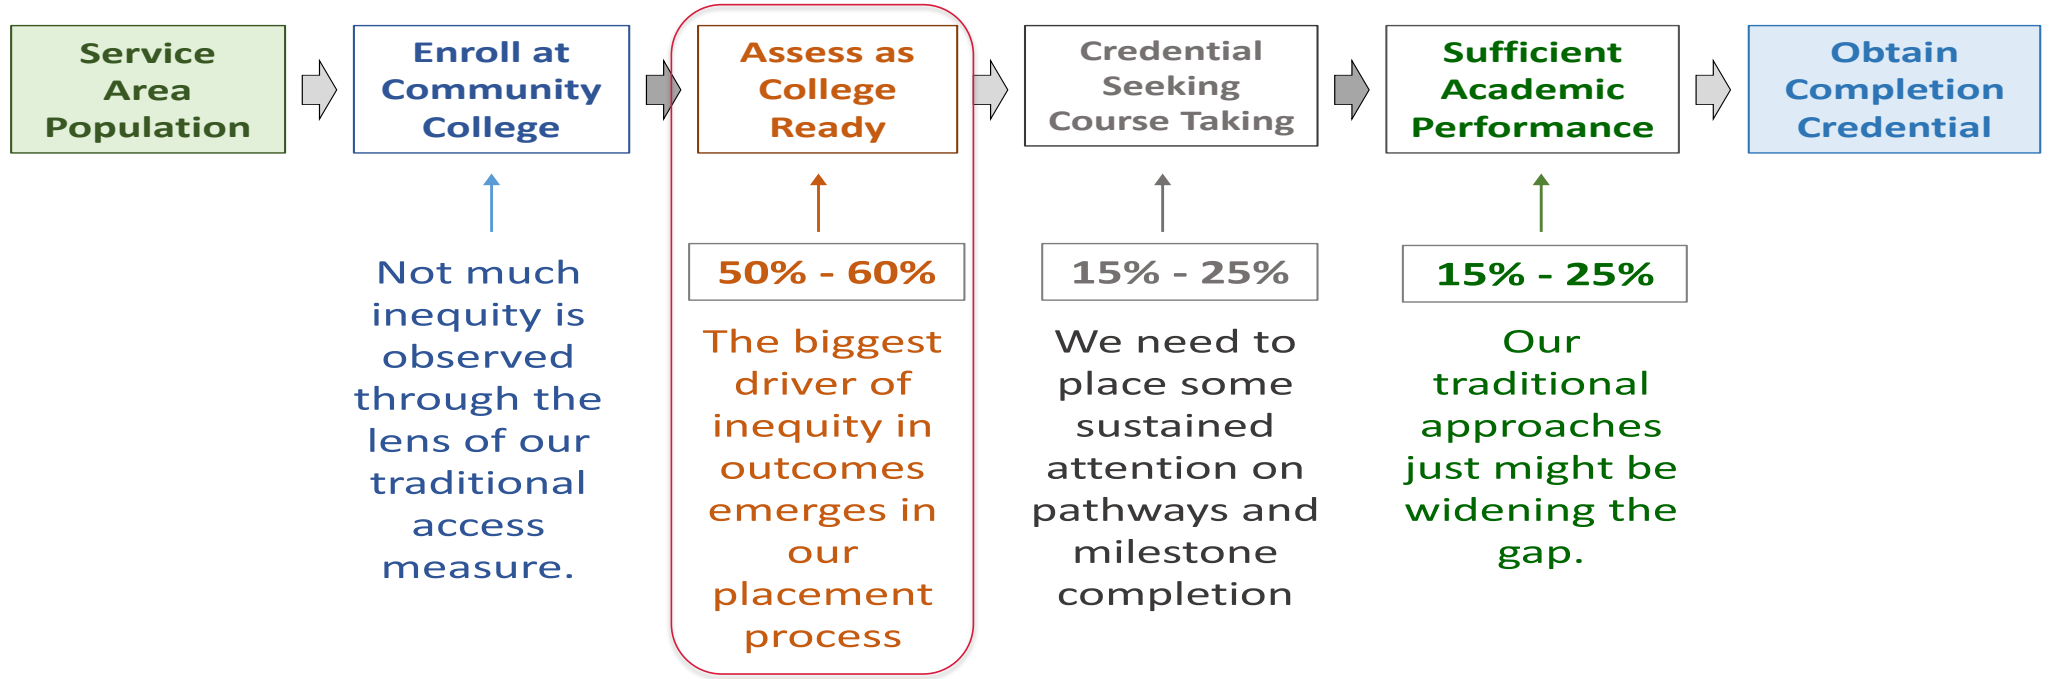 Service
Area
Population
Enroll at
Community
College
Assess as
College
Ready
Credential
Seeking
Course Taking
Sufficient
Academic
Performance
Obtain
Completion
Credential
Not much
inequity is
observed
through the
lens of our
traditional
access
measure.
50% - 60%
The biggest
driver of
inequity in
outcomes
emerges in
our
placement
process
15% - 25%
We need to
place some
sustained
attention on
pathways and
milestone
completion
15% - 25%
Our
traditional
approaches
just might be
widening the
gap.